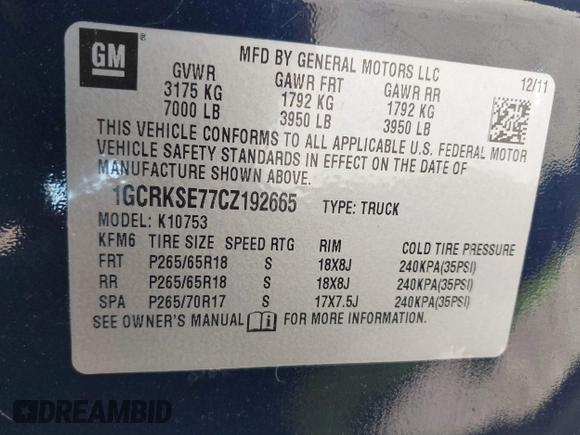 GM
®
MFD BY GENERAL MOTORS LLC
GVWR GAWR FRT GAWR RR 12/11
3175 KG 1792 KG 1792 KG
7000 LB 3950 LB 3950 LB
THIS VEHICLE CONFORMS TO ALL APPLICABLE U.S. FEDERAL MOTOR
VEHICLE SAFETY STANDARDS IN EFFECT ON THE DATE OF
MANUFACTURE SHOWN ABOVE.
1GCRKSE77CZ192665 TYPE: TRUCK
MODEL: K10753
KFM6 TIRE SIZE SPEED RTG RIM COLD TIRE PRESSURE
FRT P265/65R18 S 18X8J 240KPA(35PSI)
RR P265/65R18 S 18X8J 240KPA(35PSI)
SPA P265/70R17 S 17X7.5J 240KPA(35PSI)
SEE OWNER'S MANUAL FOR MORE INFORMATION.
DREAMBID